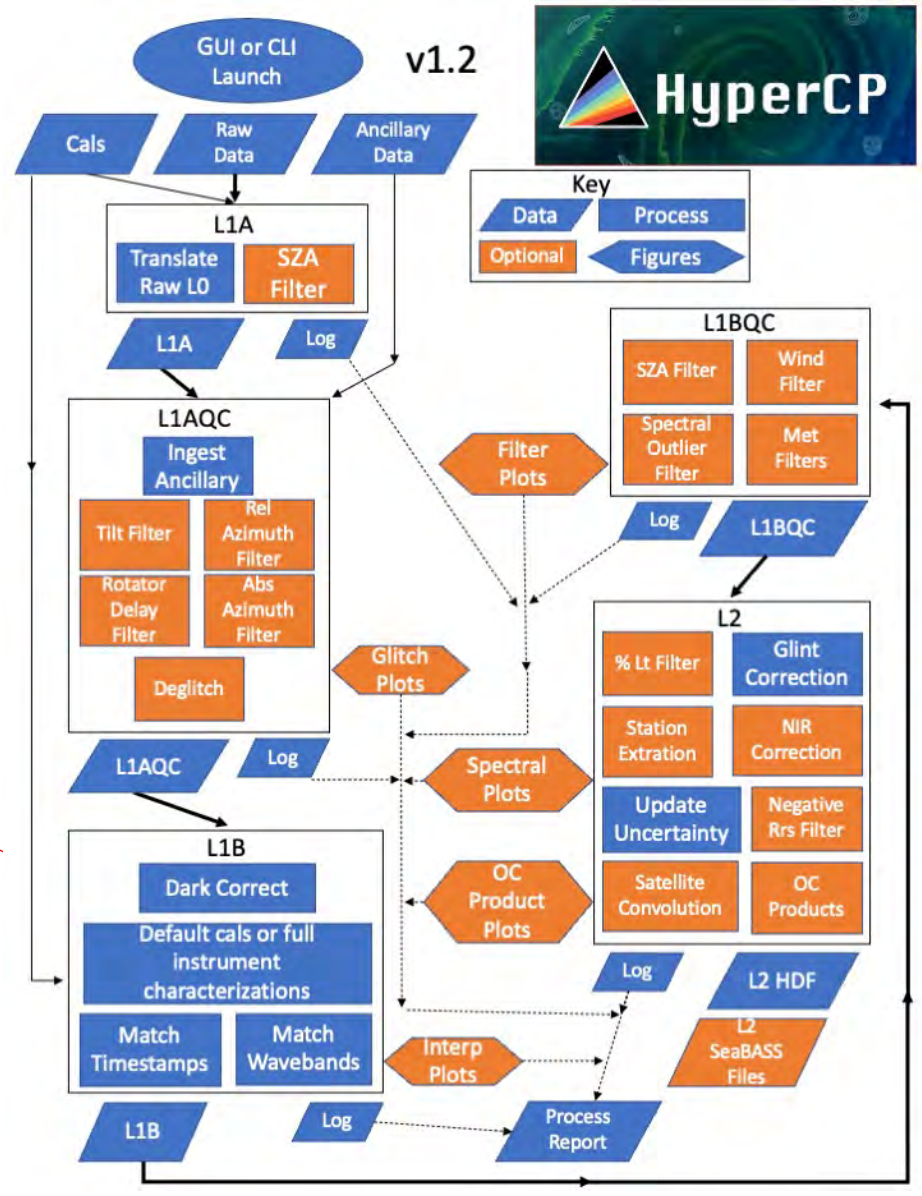 GUI or CLI
Launch
v1.2
HyperCP
Cals
Raw
Data
Ancillary
Data
Key
Data
Process
Optional
Figures
L1A
Translate
Raw L0
SZA
Filter
L1A
Log
L1AQC
Ingest
Ancillary
Tilt Filter
Rel
Azimuth
Filter
Rotator
Delay
Filter
Abs
Azimuth
Filter
Deglitch
Glitch
Plots
L1AQC
Log
L1B
Dark Correct
Default cals or full
instrument
characterizations
Match
Timestamps
Match
Wavebands
Interp
Plots
L1B
Log
L1BQC
SZA Filter
Wind
Filter
Spectral
Outlier
Filter
Met
Filters
Filter
Plots
Log
L1BQC
L2
% Lt Filter
Glint
Correction
Station
Extration
NIR
Correction
Spectral
Plots
Update
Uncertainty
Negative
Rrs Filter
Satellite
Convolution
OC
Products
OC
Product
Plots
Log
L2 HDF
L2
SeaBASS
Files
Process
Report